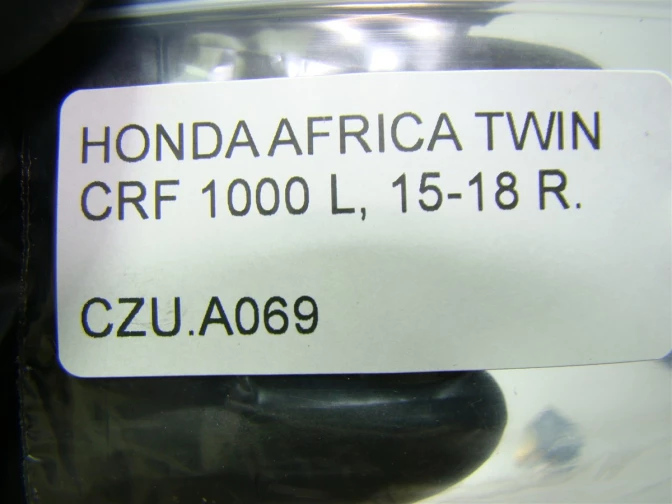 HONDA AFRICA TWIN
CRF 1000 L, 15-18 R.
CZU.A069